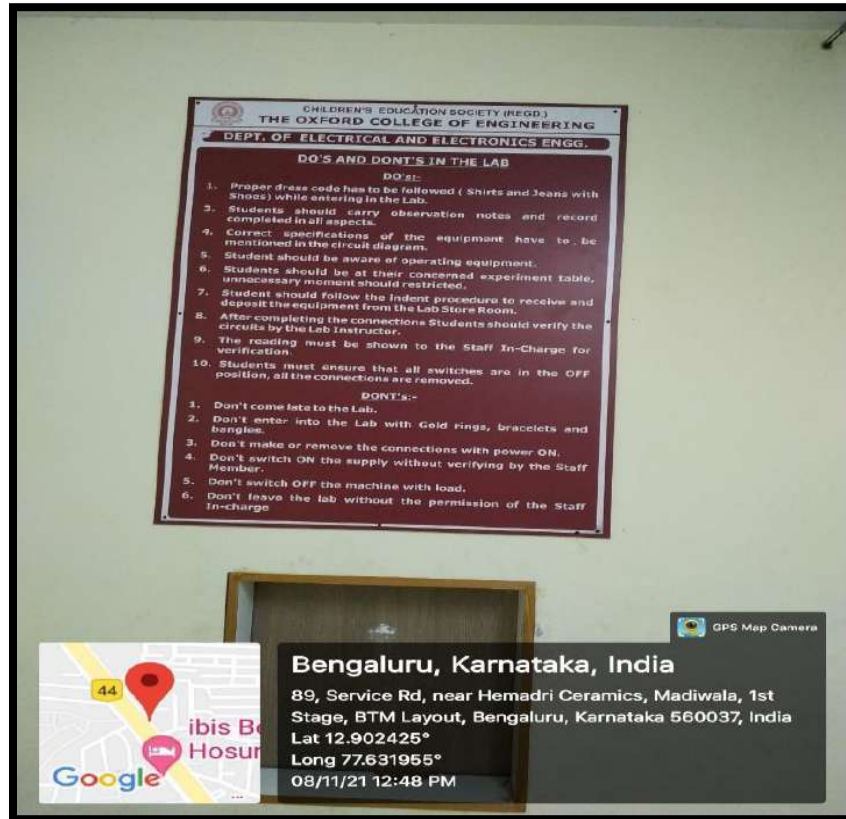 CHILDREN'S EDUCATION SOCIETY (REGD.)
THE OXFORD COLLEGE OF ENGINEERING
DEPT. OF ELECTRICAL AND ELECTRONICS ENGG.
DO'S AND DONT'S IN THE LAB
DO's:-
1. Proper dress code has to be followed ( Shirts and Jeans with
Shoes) while entering in the Lab.
3. Students should carry observation notes and record
completed in all aspects.
4. Correct specifications of the equipment have to be
mentioned in the circuit diagram.
5. Student should be aware of operating equipment.
6. Students should be at their concerned experiment table,
unnecessary moment should restricted.
7. Student should follow the indent procedure to receive and
deposit the equipment from the Lab Store Room.
8. After completing the connections Students should verify the
circuits by the Lab Instructor.
9. The reading must be shown to the Staff In-Charge for
verification.
10. Students must ensure that all switches are in the OFF
position, all the connections are removed.
DONT's:-
1. Don't come late to the Lab.
2. Don't enter into the Lab with Gold rings, bracelets and
bangles.
3. Don't make or remove the connections with power ON.
4. Don't switch ON the supply without verifying by the Staff
Member.
5. Don't switch OFF the machine with load.
6. Don't leave the lab without the permission of the Staff
In-charge
GPS Map Camera
Bengaluru, Karnataka, India
89, Service Rd, near Hemadri Ceramics, Madiwala, 1st
Stage, BTM Layout, Bengaluru, Karnataka 560037, India
Lat 12.902425°
Long 77.631955°
08/11/21 12:48 PM
44
ibis Be
Hosur
Google